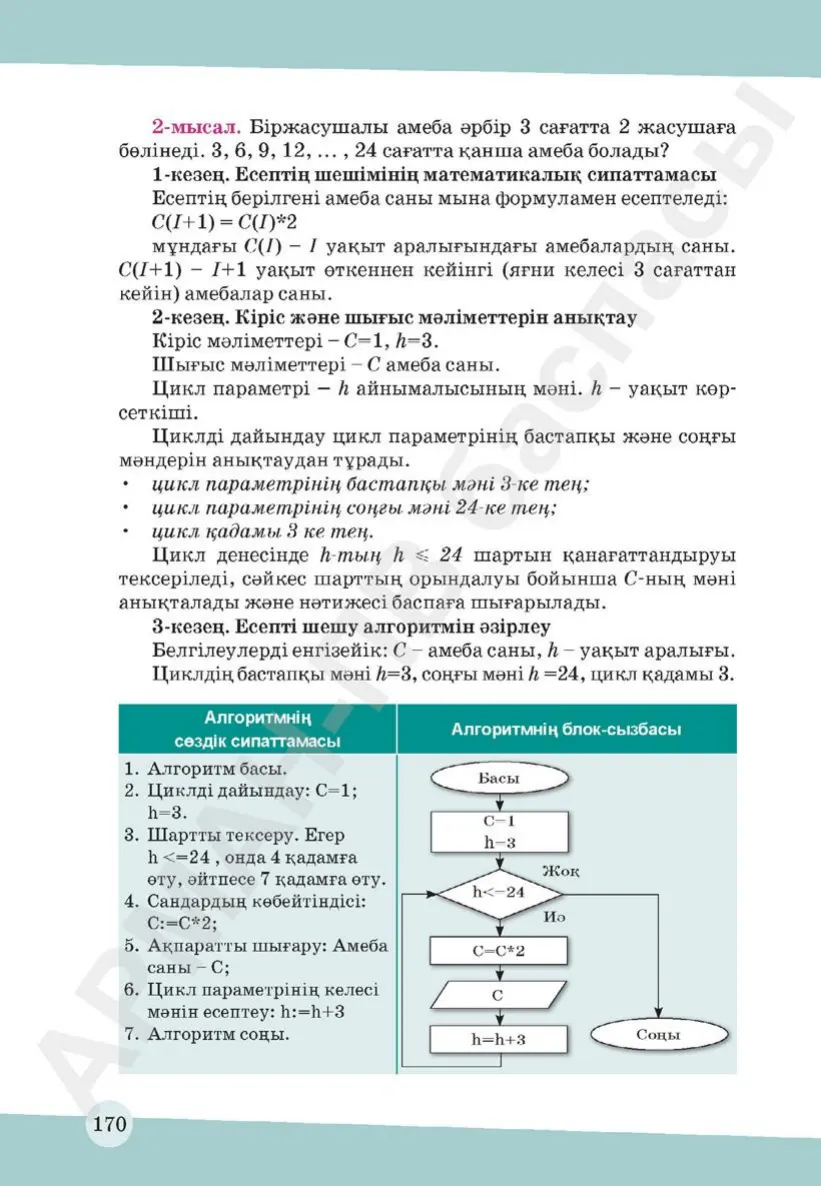 2-мысал. Біржасушалы амеба әрбір 3 сағатта 2 жасушаға
бөлінеді. 3, 6, 9, 12, ... , 24 сағатта қанша амеба болады?
1-кезең. Есептің шешімінің математикалық сипаттамасы
Есептің берілгені амеба саны мына формуламен есептеледі:
C(I+1) = C(I)*2
мұндағы C(I) – I уақыт аралығындағы амебалардың саны.
C(I+1) – I+1 уақыт өткеннен кейінгі (яғни келесі 3 сағаттан
кейін) амебалар саны.
2-кезең. Кіріс және шығыс мәліметтерін анықтау
Кіріс мәліметтері – C=1, h=3.
Шығыс мәліметтері – C амеба саны.
Цикл параметрі – h айнымалысының мәні. h – уақыт көр-
сеткіші.
Циклді дайындау цикл параметрінің бастапқы және соңғы
мәндерін анықтаудан тұрады.
• цикл параметрінің бастапқы мәні 3-ке тең;
• цикл параметрінің соңғы мәні 24-ке тең;
• цикл қадамы 3 ке тең.
Цикл денесінде h-тың h ⩽ 24 шартын қанағаттандыруы
тексеріледі, сәйкес шарттың орындалуы бойынша C-ның мәні
анықталады және нәтижесі баспаға шығарылады.
3-кезең. Есепті шешу алгоритмін әзірлеу
Белгілеулерді енгізейік: C – амеба саны, h – уақыт аралығы.
Циклдің бастапқы мәні h=3, соңғы мәні h =24, цикл қадамы 3.
Алгоритмнің
сөздік сипаттамасы
Алгоритмнің блок-сызбасы
1. Алгоритм басы.
2. Циклді дайындау: C=1;
h=3.
3. Шартты тексеру. Егер
h <=24 , онда 4 қадамға
өту, әйтпесе 7 қадамға өту.
4. Сандардың көбейтіндісі:
C:=C*2;
5. Ақпаратты шығару: Амеба
саны – C;
6. Цикл параметрінің келесі
мәнін есептеу: h:=h+3
7. Алгоритм соңы.
Басы
C=1
h=3
Жоқ
h<=24
Иә
C=C*2
C
h=h+3
Соңы
170
АРМАН-ПВ баспасы